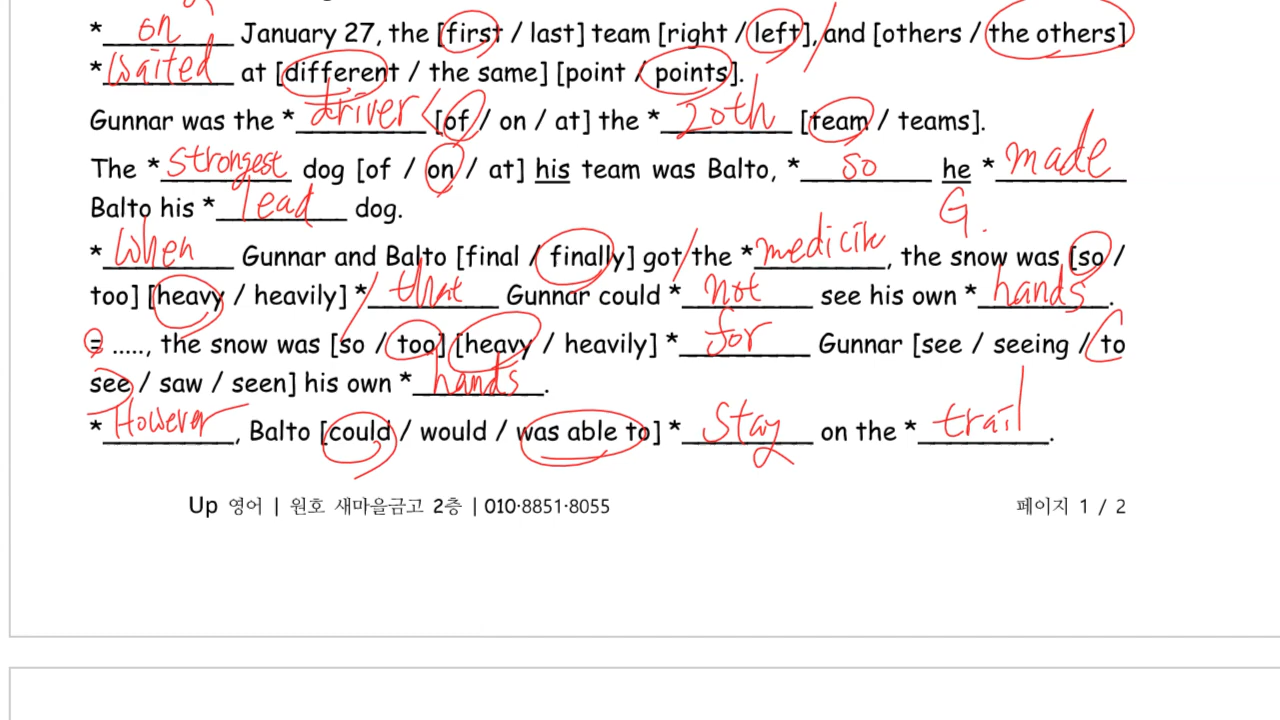 * on January 27, the [first / last] team [right / left], and [others / the others]
* waited at [different / the same] [point / points].
Gunnar was the * driver [of / on / at] the * 20th [team / teams].
The * strongest dog [of / on / at] his team was Balto, * so he * made
G.
Balto his * lead dog.
* When Gunnar and Balto [final / finally] got the * medicine, the snow was [so /
too] [heavy / heavily] * that Gunnar could * not see his own * hands.
= ....., the snow was [so / too] [heavy / heavily] * for Gunnar [see / seeing / to
see / saw / seen] his own * hands.
* However, Balto [could / would / was able to] * stay on the * trail.
Up 영어 | 원호 새마을금고 2층 | 010-8851-8055
페이지 1 / 2